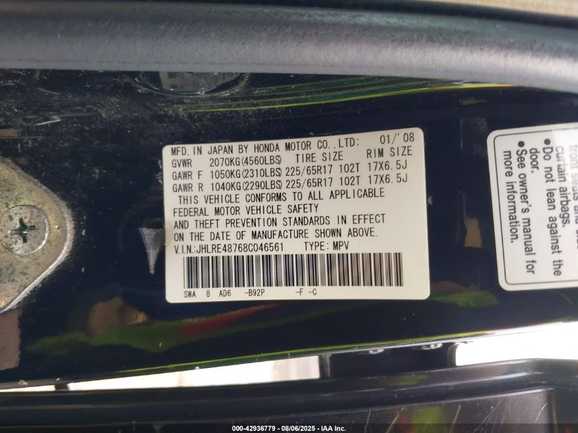 MFD. IN JAPAN BY HONDA MOTOR CO., LTD: 01/'08
GVWR 2070KG(4560LBS) TIRE SIZE RIM SIZE
GAWR F 1050KG(2310LBS) 225/65R17 102T 17X6.5J
GAWR R 1040KG(2290LBS) 225/65R17 102T 17X6.5J
THIS VEHICLE CONFORMS TO ALL APPLICABLE
FEDERAL MOTOR VEHICLE SAFETY
AND THEFT PREVENTION STANDARDS IN EFFECT
ON THE DATE OF MANUFACTURE SHOWN ABOVE.
V.I.N: JHLRE48768C046561 TYPE: MPV
SWA 8 AD6 -B92P -F -C
door.
• Do not lean against the
curtain airbags.
• See owner's manual for
more information.
000-42936779 - 08/06/2025 - IAA Inc.